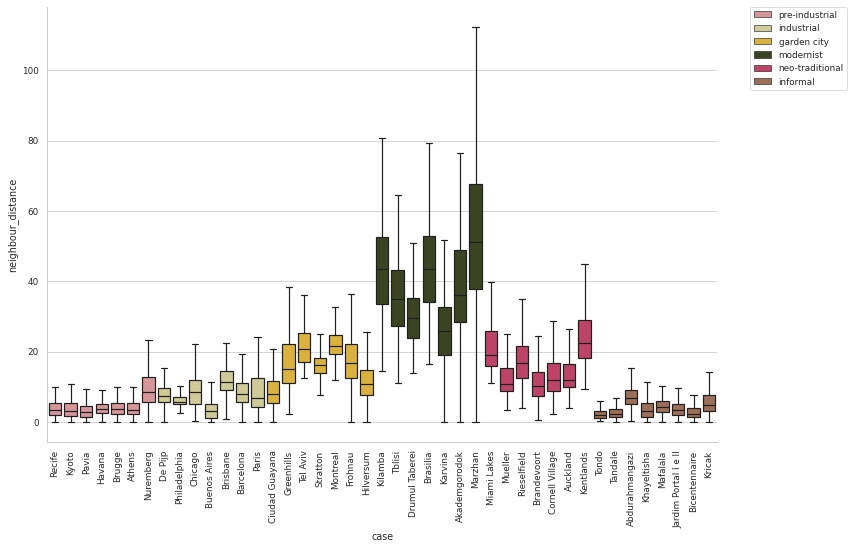 pre-industrial
industrial
garden city
modernist
neo-traditional
informal
100
80
60
40
20
0
neighbour_distance
Recife
Kyoto
Pavia
Havana
Brugge
Athens
Nuremberg
De Pijp
Philadelphia
Chicago
Buenos Aires
Brisbane
Barcelona
Paris
Ciudad Guayana
Greenhills
Tel Aviv
Stratton
Montreal
Frohnau
Hilversum
Kilamba
Tblisi
Drumul Taberei
Brasilia
Karvina
Akademgorodok
Marzhan
Miami Lakes
Mueller
Rieselfield
Brandevoort
Cornell Village
Auckland
Kentlands
Tondo
Tandale
Abdurahmangazi
Khayelitsha
Mafalala
Jardim Portal I e II
Bicentennaire
Kricak
case